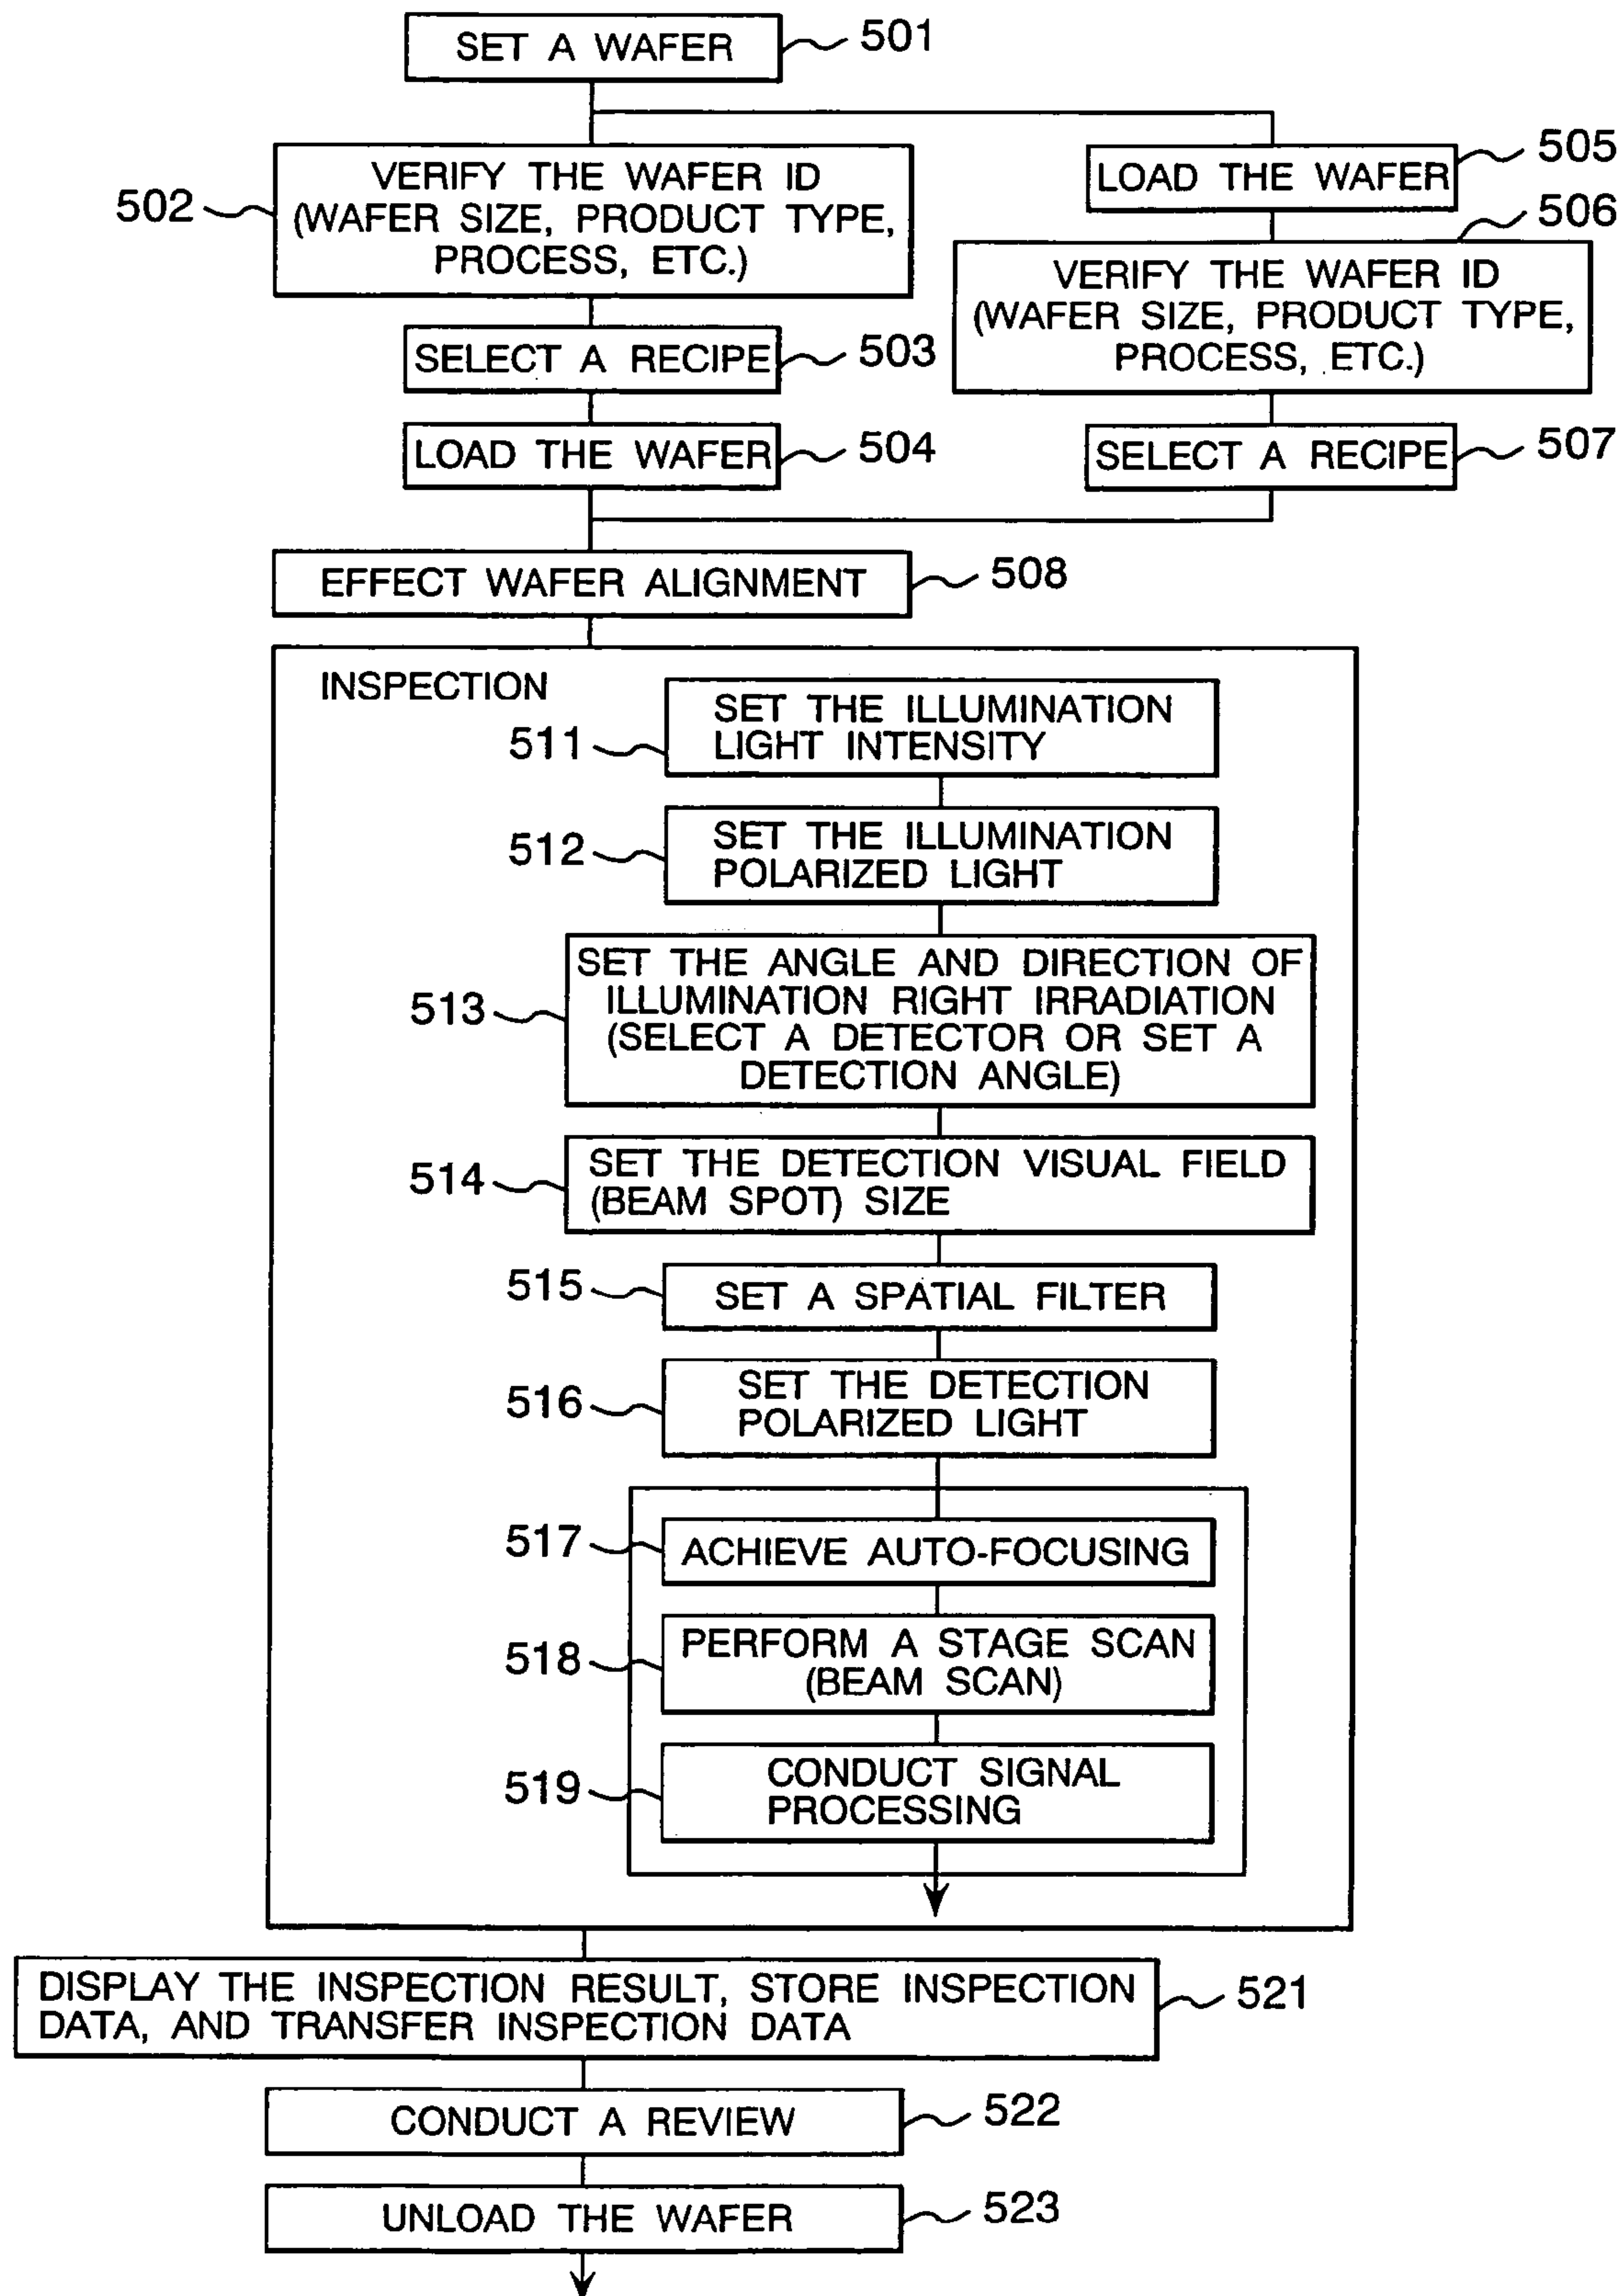 SET A WAFER
501
VERIFY THE WAFER ID
(WAFER SIZE, PRODUCT TYPE,
PROCESS, ETC.)
502
SELECT A RECIPE
503
LOAD THE WAFER
504
LOAD THE WAFER
505
506
VERIFY THE WAFER ID
(WAFER SIZE, PRODUCT TYPE,
PROCESS, ETC.)
SELECT A RECIPE
507
EFFECT WAFER ALIGNMENT
508
INSPECTION
SET THE ILLUMINATION
LIGHT INTENSITY
511
SET THE ILLUMINATION
POLARIZED LIGHT
512
SET THE ANGLE AND DIRECTION OF
ILLUMINATION RIGHT IRRADIATION
(SELECT A DETECTOR OR SET A
DETECTION ANGLE)
513
SET THE DETECTION VISUAL FIELD
(BEAM SPOT) SIZE
514
SET A SPATIAL FILTER
515
SET THE DETECTION
POLARIZED LIGHT
516
ACHIEVE AUTO-FOCUSING
517
PERFORM A STAGE SCAN
(BEAM SCAN)
518
CONDUCT SIGNAL
PROCESSING
519
DISPLAY THE INSPECTION RESULT, STORE INSPECTION
DATA, AND TRANSFER INSPECTION DATA
521
CONDUCT A REVIEW
522
UNLOAD THE WAFER
523